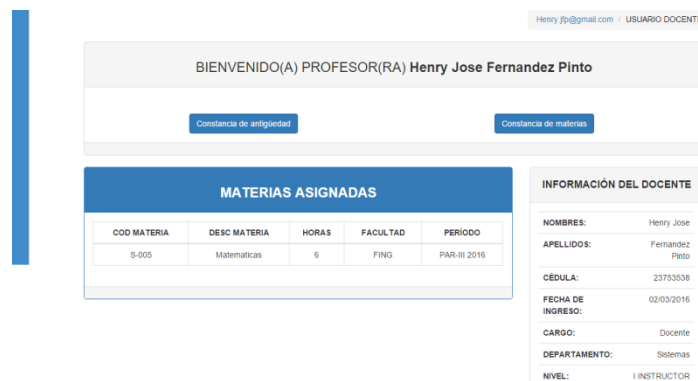 Henry.jfp@gmail.com / USUARIO DOCENTE
BIENVENIDO(A) PROFESOR(RA) Henry Jose Fernandez Pinto
Constancia de antigüedad
Constancia de materias
MATERIAS ASIGNADAS
COD MATERIA DESC MATERIA HORAS FACULTAD PERÍODO
S-005 Matematicas 6 FING PAR-III 2016
INFORMACIÓN DEL DOCENTE
NOMBRES: Henry Jose
APELLIDOS: Fernandez
Pinto
CÉDULA: 23753538
FECHA DE 02/03/2016
INGRESO:
CARGO: Docente
DEPARTAMENTO: Sistemas
NIVEL: I INSTRUCTOR